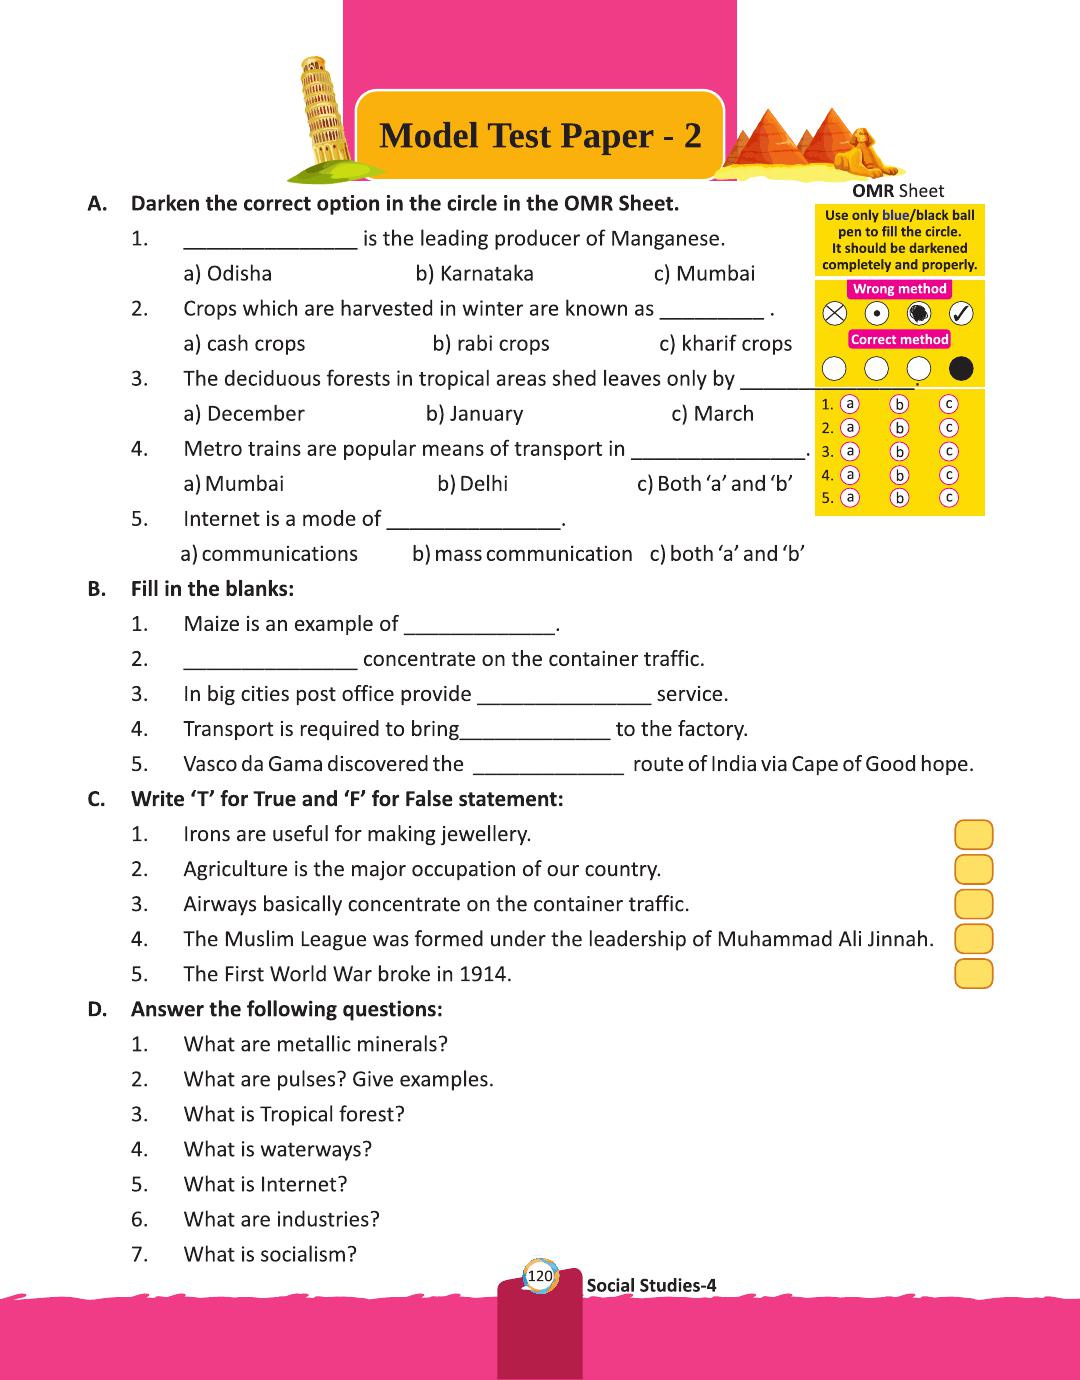 Model Test Paper - 2
OMR Sheet
Use only blue/black ball
pen to fill the circle.
It should be darkened
completely and properly.
Wrong method
Correct method
1. a b c
2. a b c
3. a b c
4. a b c
5. a b c
A. Darken the correct option in the circle in the OMR Sheet.
1. _______________ is the leading producer of Manganese.
a) Odisha b) Karnataka c) Mumbai
2. Crops which are harvested in winter are known as _________ .
a) cash crops b) rabi crops c) kharif crops
3. The deciduous forests in tropical areas shed leaves only by _______________.
a) December b) January c) March
4. Metro trains are popular means of transport in _______________.
a) Mumbai b) Delhi c) Both ‘a’ and ‘b’
5. Internet is a mode of _______________.
a) communications b) mass communication c) both ‘a’ and ‘b’
B. Fill in the blanks:
1. Maize is an example of _____________.
2. _______________ concentrate on the container traffic.
3. In big cities post office provide _______________ service.
4. Transport is required to bring_____________ to the factory.
5. Vasco da Gama discovered the _____________ route of India via Cape of Good hope.
C. Write ‘T’ for True and ‘F’ for False statement:
1. Irons are useful for making jewellery.
2. Agriculture is the major occupation of our country.
3. Airways basically concentrate on the container traffic.
4. The Muslim League was formed under the leadership of Muhammad Ali Jinnah.
5. The First World War broke in 1914.
D. Answer the following questions:
1. What are metallic minerals?
2. What are pulses? Give examples.
3. What is Tropical forest?
4. What is waterways?
5. What is Internet?
6. What are industries?
7. What is socialism?
120
Social Studies-4